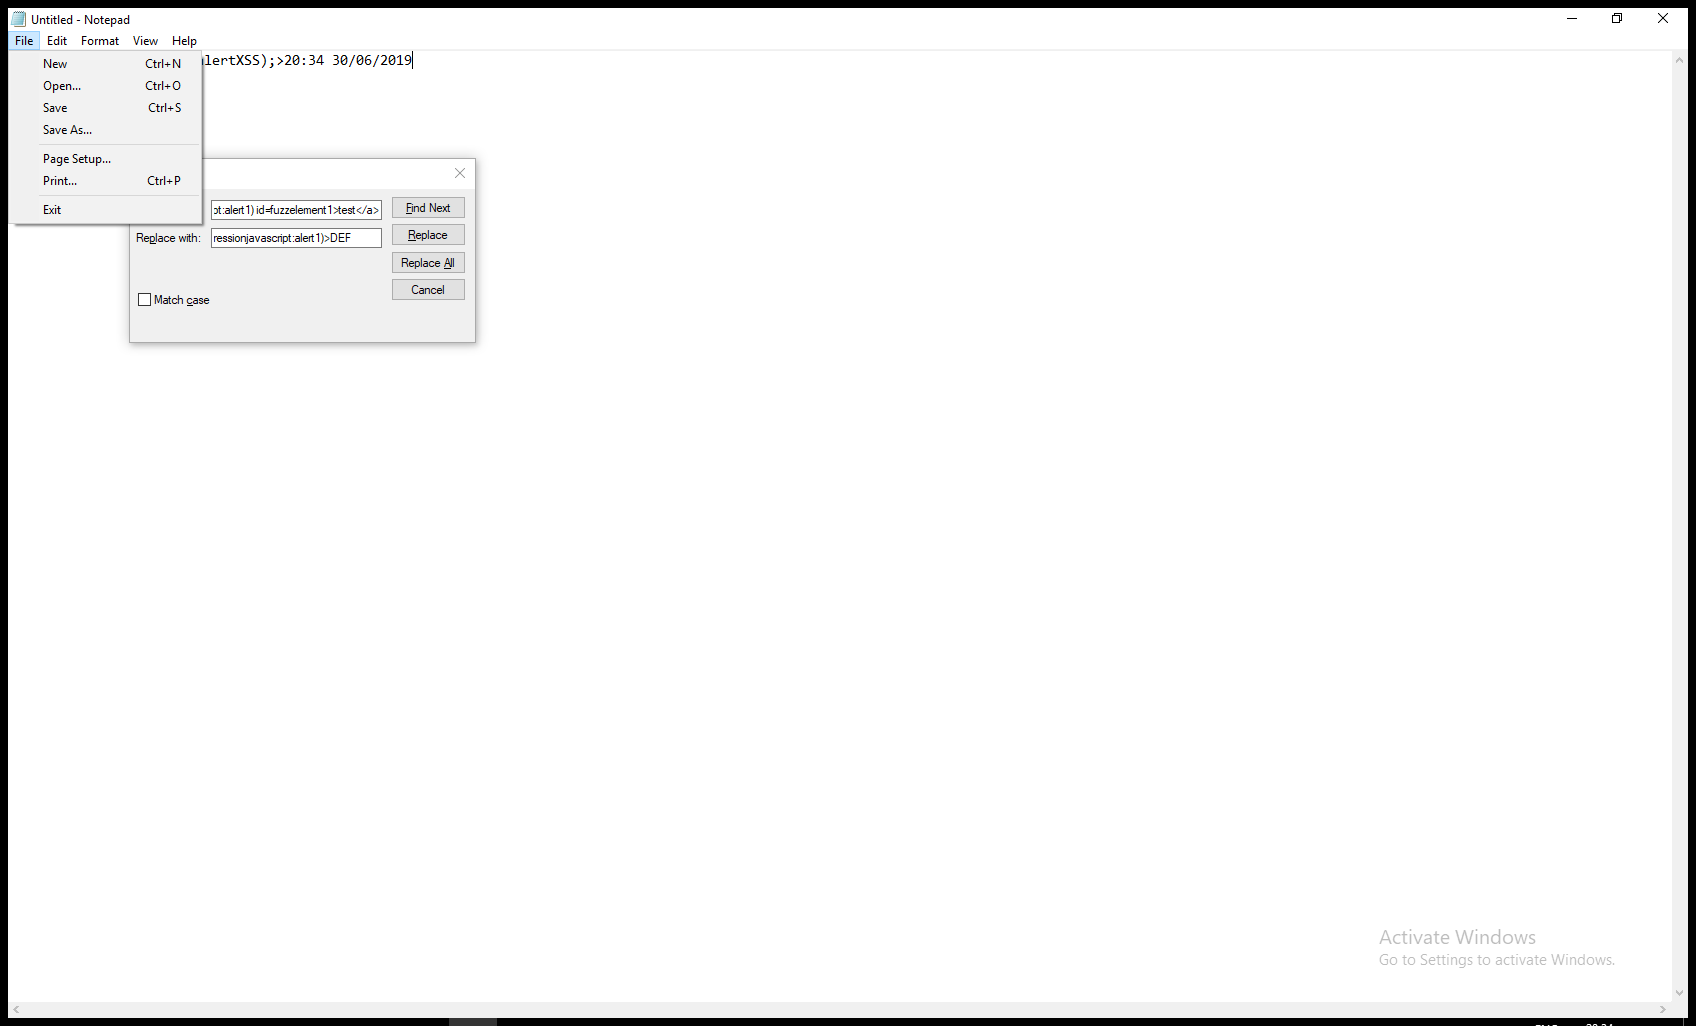 Untitled - Notepad
File Edit Format View Help
lertXSS);>20:34 30/06/2019
New Ctrl+N
Open... Ctrl+O
Save Ctrl+S
Save As...
Page Setup...
Print... Ctrl+P
Exit
pt:alert1) id=fuzzelement1>test</a> Find Next
Replace with: ressionjavascript:alert1)>DEF Replace
Replace All
Cancel
Match case
Activate Windows
Go to Settings to activate Windows.